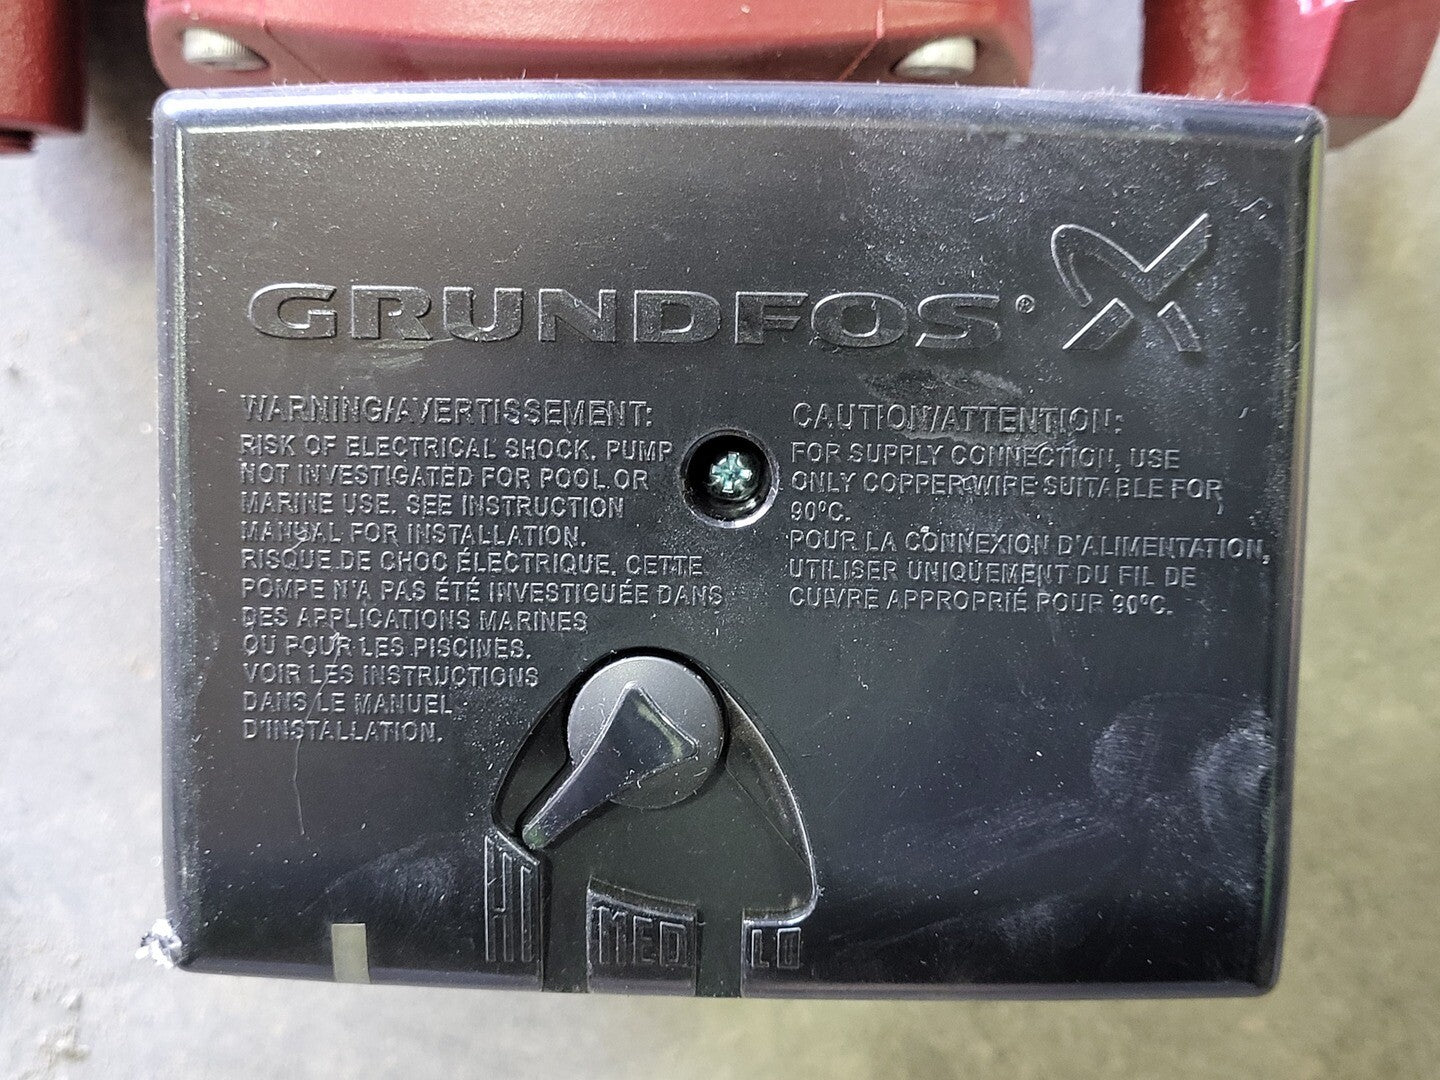 GRUNDFOS®
WARNING/AVERTISSEMENT:
RISK OF ELECTRICAL SHOCK. PUMP
NOT INVESTIGATED FOR POOL OR
MARINE USE. SEE INSTRUCTION
MANUAL FOR INSTALLATION.
RISQUE DE CHOC ÉLECTRIQUE. CETTE
POMPE N'A PAS ÉTÉ INVESTIGUÉE DANS
DES APPLICATIONS MARINES
OU POUR LES PISCINES.
VOIR LES INSTRUCTIONS
DANS LE MANUEL
D'INSTALLATION.
CAUTION/ATTENTION:
FOR SUPPLY CONNECTION, USE
ONLY COPPER WIRE SUITABLE FOR
90°C.
POUR LA CONNEXION D'ALIMENTATION,
UTILISER UNIQUEMENT DU FIL DE
CUIVRE APPROPRIÉ POUR 90°C.
HI MED LO